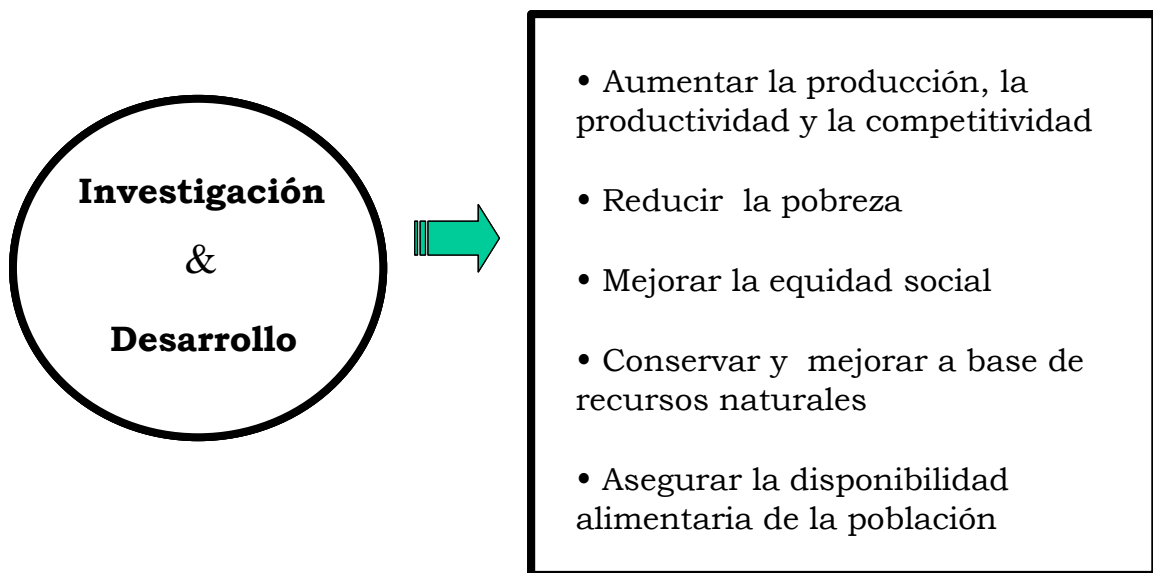 Investigación
&
Desarrollo
• Aumentar la producción, la
productividad y la competitividad
• Reducir la pobreza
• Mejorar la equidad social
• Conservar y mejorar a base de
recursos naturales
• Asegurar la disponibilidad
alimentaria de la población